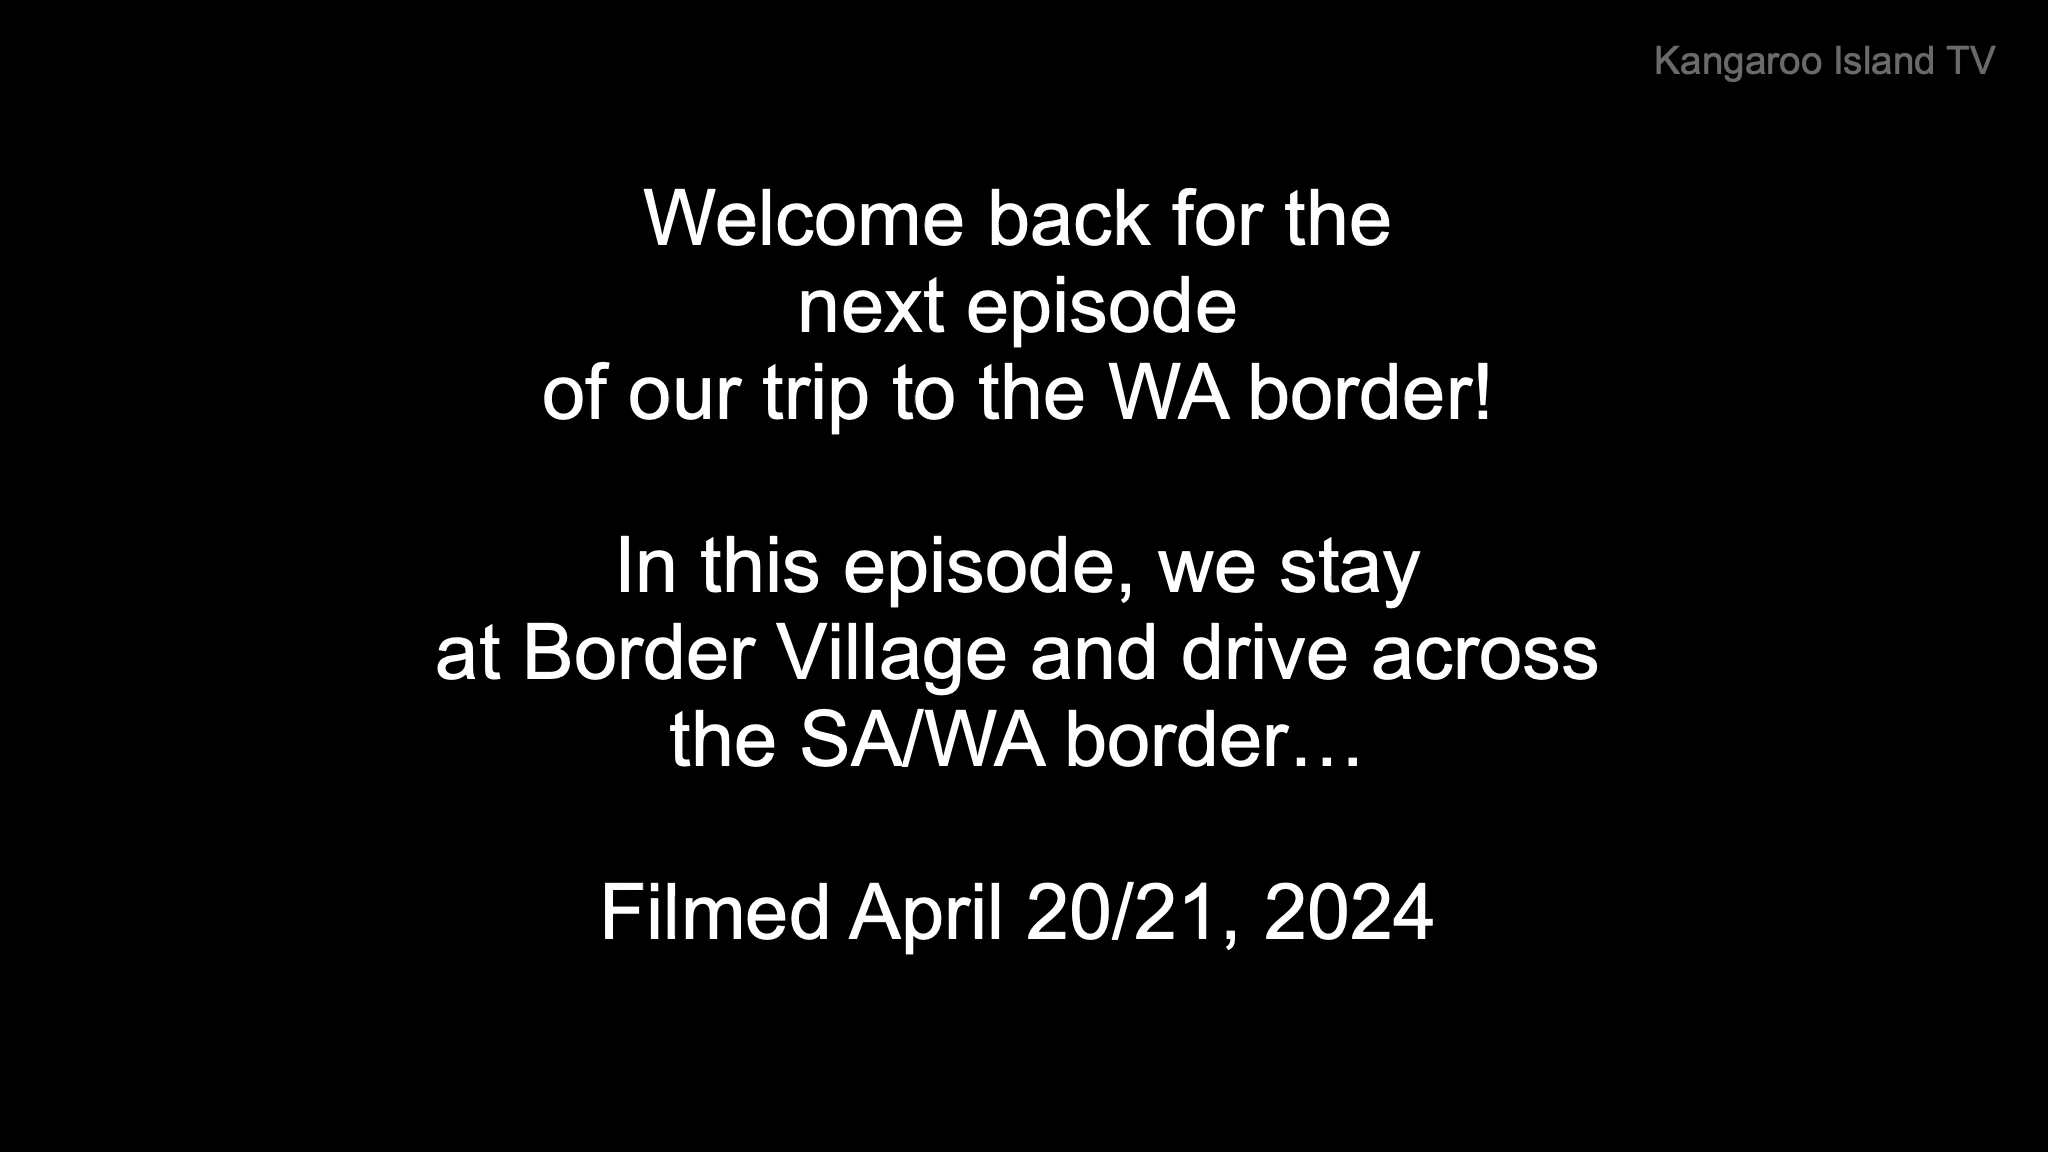 Kangaroo Island TV
Welcome back for the
next episode
of our trip to the WA border!
In this episode, we stay
at Border Village and drive across
the SA/WA border…
Filmed April 20/21, 2024